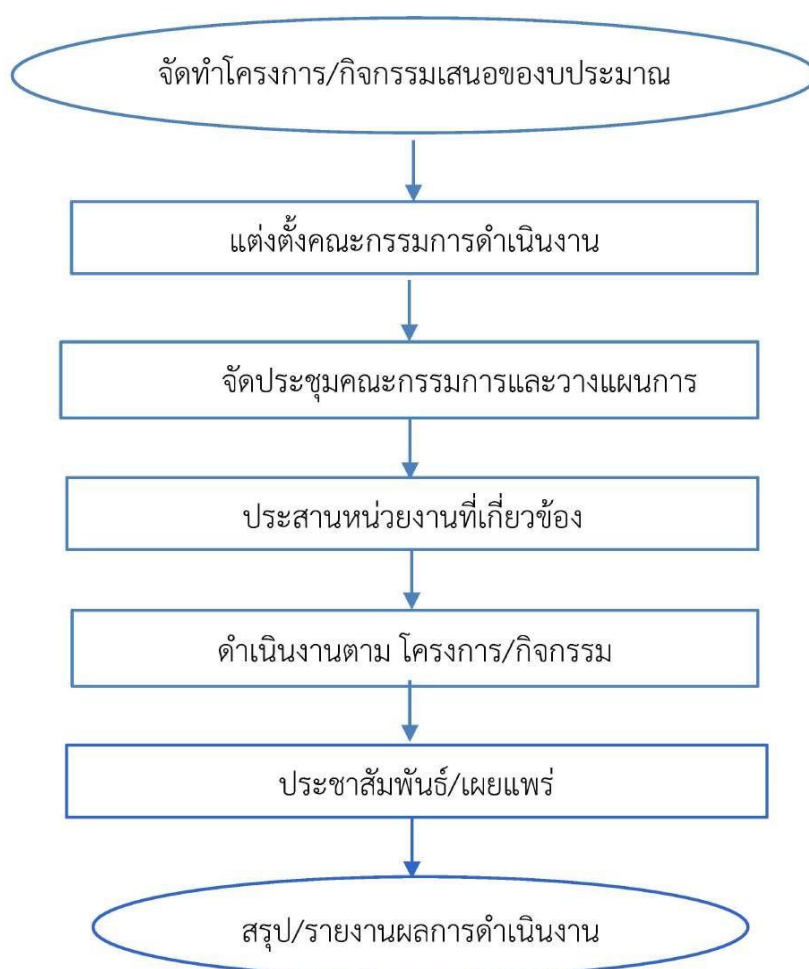 จัดทำโครงการ/กิจกรรมเสนอของบประมาณ
แต่งตั้งคณะกรรมการดำเนินงาน
จัดประชุมคณะกรรมการและวางแผนการ
ประสานหน่วยงานที่เกี่ยวข้อง
ดำเนินงานตาม โครงการ/กิจกรรม
ประชาสัมพันธ์/เผยแพร่
สรุป/รายงานผลการดำเนินงาน